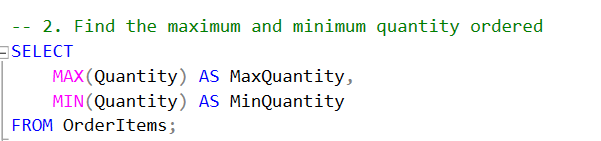 -- 2. Find the maximum and minimum quantity ordered
SELECT
    MAX(Quantity) AS MaxQuantity,
    MIN(Quantity) AS MinQuantity
FROM OrderItems;